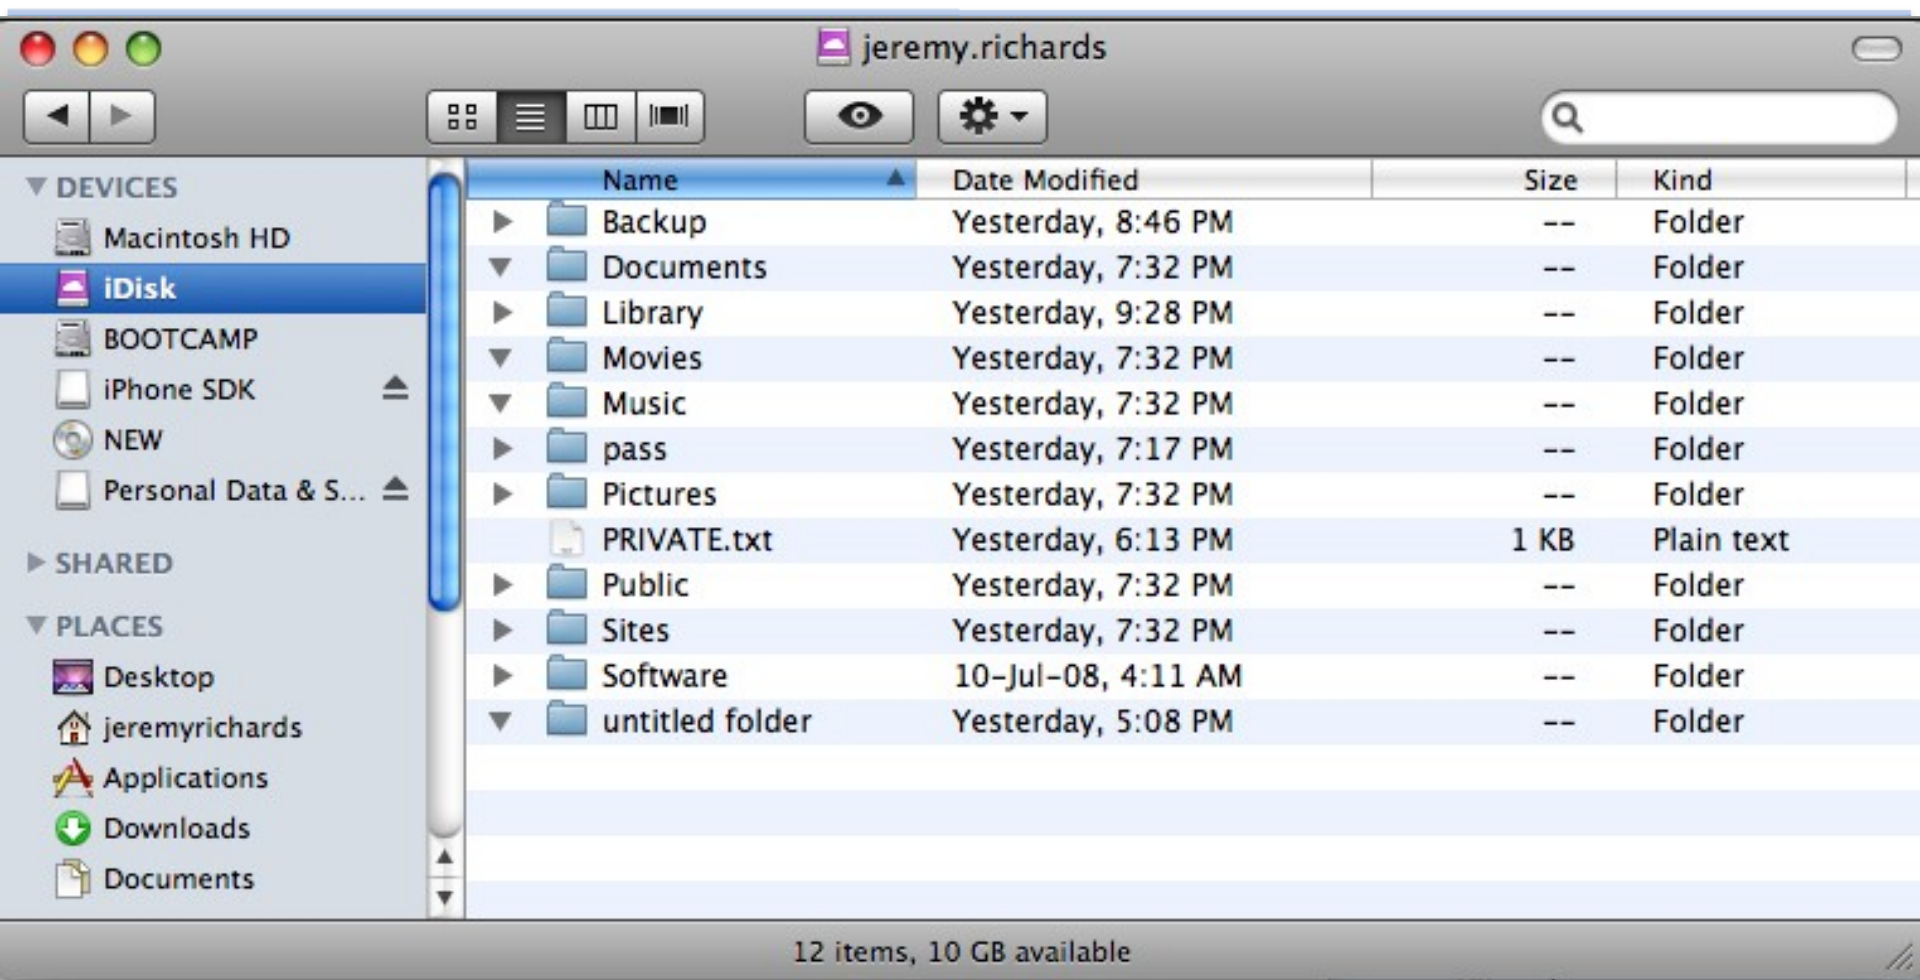 jeremy.richards
DEVICES
Macintosh HD
iDisk
BOOTCAMP
iPhone SDK
NEW
Personal Data & S...
SHARED
PLACES
Desktop
jeremyrichards
Applications
Downloads
Documents
Name Date Modified Size Kind
Backup Yesterday, 8:46 PM -- Folder
Documents Yesterday, 7:32 PM -- Folder
Library Yesterday, 9:28 PM -- Folder
Movies Yesterday, 7:32 PM -- Folder
Music Yesterday, 7:32 PM -- Folder
pass Yesterday, 7:17 PM -- Folder
Pictures Yesterday, 7:32 PM -- Folder
PRIVATE.txt Yesterday, 6:13 PM 1 KB Plain text
Public Yesterday, 7:32 PM -- Folder
Sites Yesterday, 7:32 PM -- Folder
Software 10-Jul-08, 4:11 AM -- Folder
untitled folder Yesterday, 5:08 PM -- Folder
12 items, 10 GB available